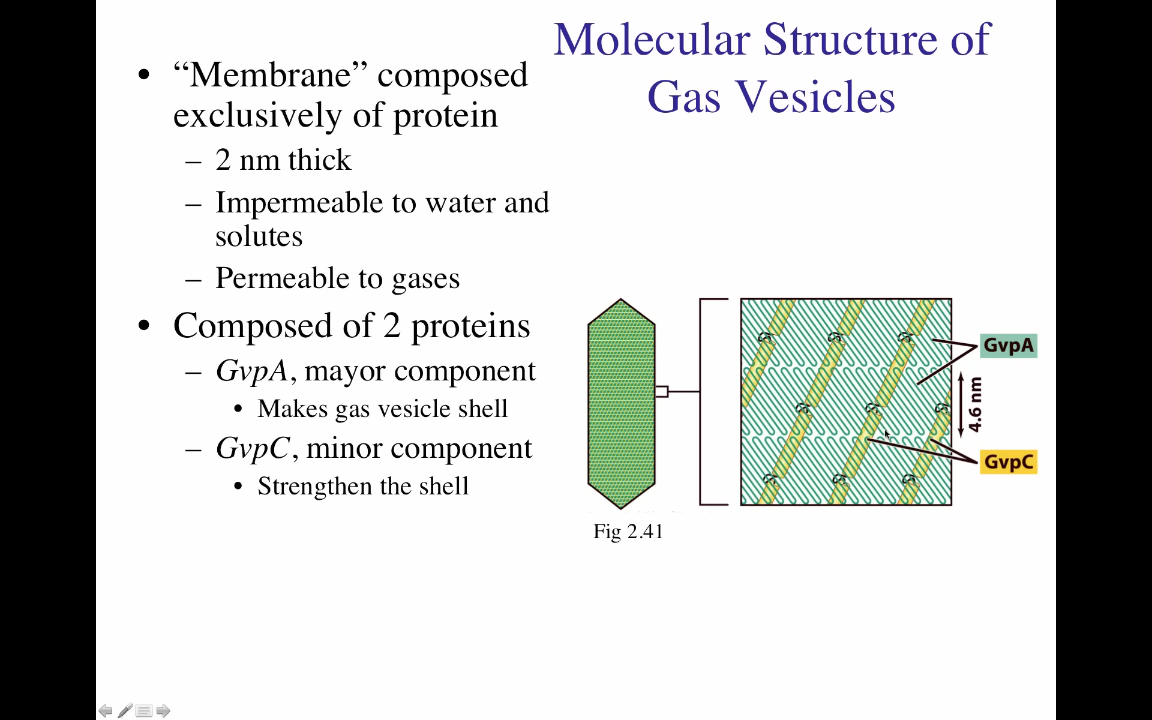 Molecular Structure of
Gas Vesicles
• “Membrane” composed
exclusively of protein
– 2 nm thick
– Impermeable to water and
solutes
– Permeable to gases
• Composed of 2 proteins
– GvpA, mayor component
• Makes gas vesicle shell
– GvpC, minor component
• Strengthen the shell
GvpA
4.6 nm
GvpC
Fig 2.41